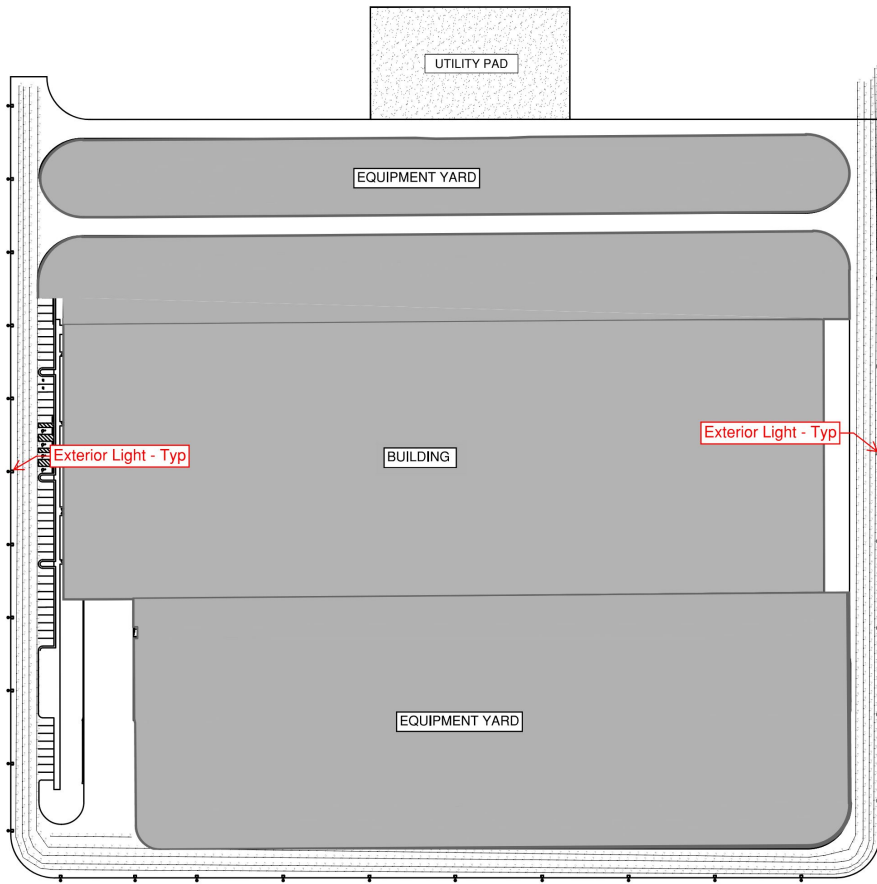 UTILITY PAD
EQUIPMENT YARD
Exterior Light - Typ
Exterior Light - Typ
BUILDING
EQUIPMENT YARD